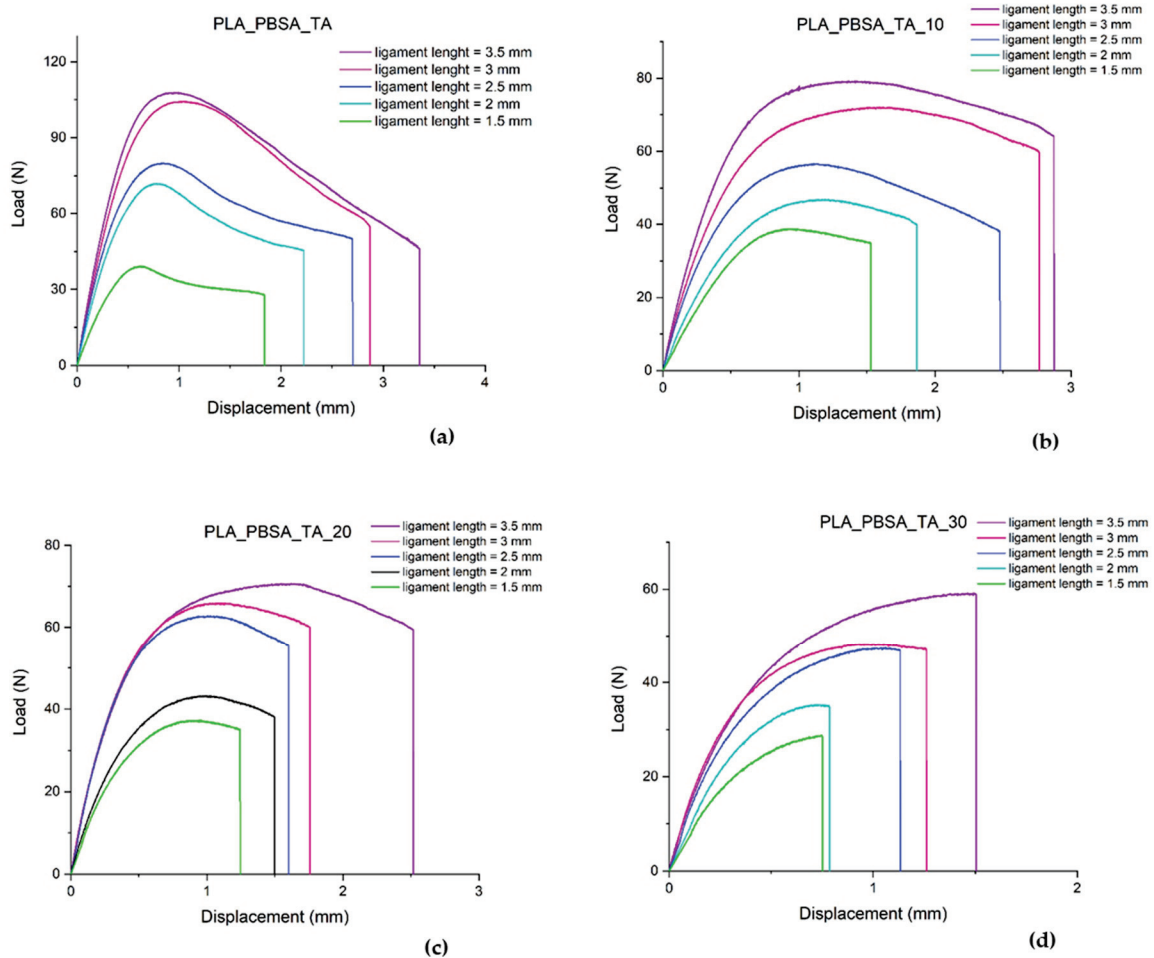 PLA_PBSA_TA
ligament lenght = 3.5 mm
ligament lenght = 3 mm
ligament lenght = 2.5 mm
ligament lenght = 2 mm
ligament lenght = 1.5 mm
120
90
60
30
0
Load (N)
0 1 2 3 4
Displacement (mm)
(a)
PLA_PBSA_TA_10
ligament length = 3.5 mm
ligament length = 3 mm
ligament length = 2.5 mm
ligament length = 2 mm
ligament length = 1.5 mm
80
60
40
20
0
Load (N)
0 1 2 3
Displacement (mm)
(b)
PLA_PBSA_TA_20
ligament length = 3.5 mm
ligament length = 3 mm
ligament length = 2.5 mm
ligament length = 2 mm
ligament length = 1.5 mm
80
60
40
20
0
Load (N)
0 1 2 3
Displacement (mm)
(c)
PLA_PBSA_TA_30
ligament length = 3.5 mm
ligament length = 3 mm
ligament length = 2.5 mm
ligament length = 2 mm
ligament length = 1.5 mm
60
40
20
0
Load (N)
0 1 2
Displacement (mm)
(d)